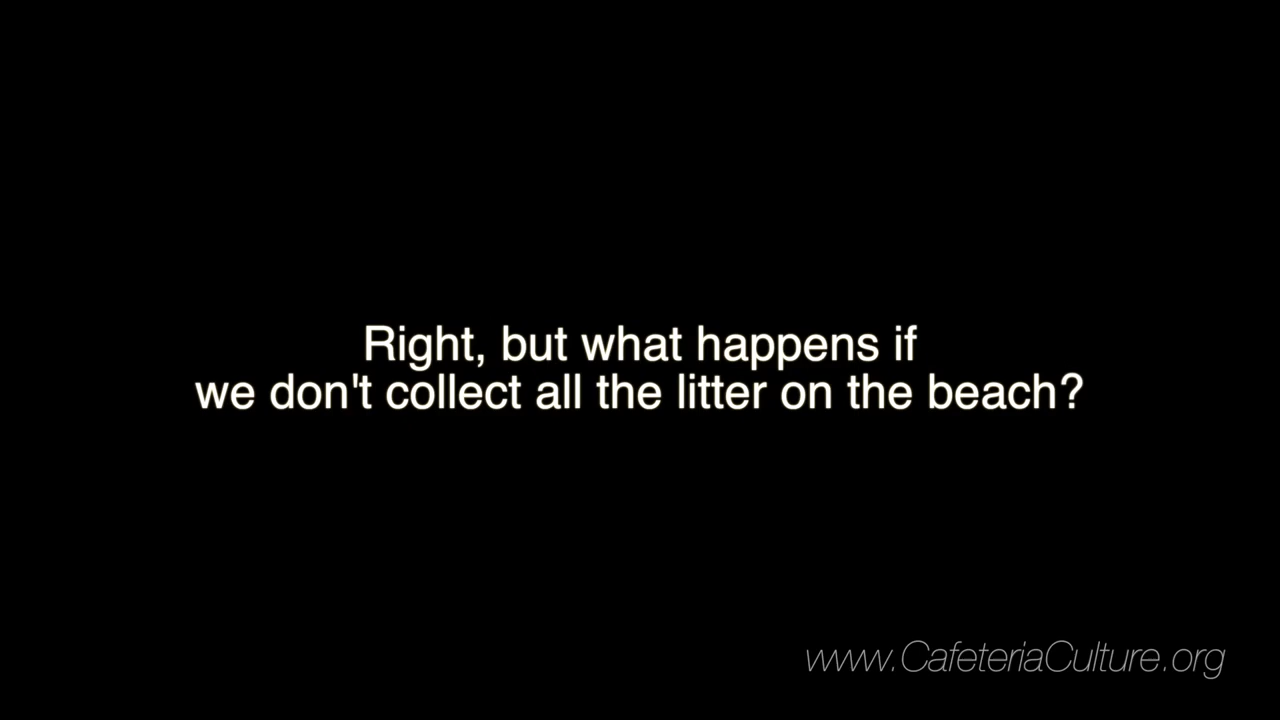 Right, but what happens if
we don't collect all the litter on the beach?
www.CafeteriaCulture.org